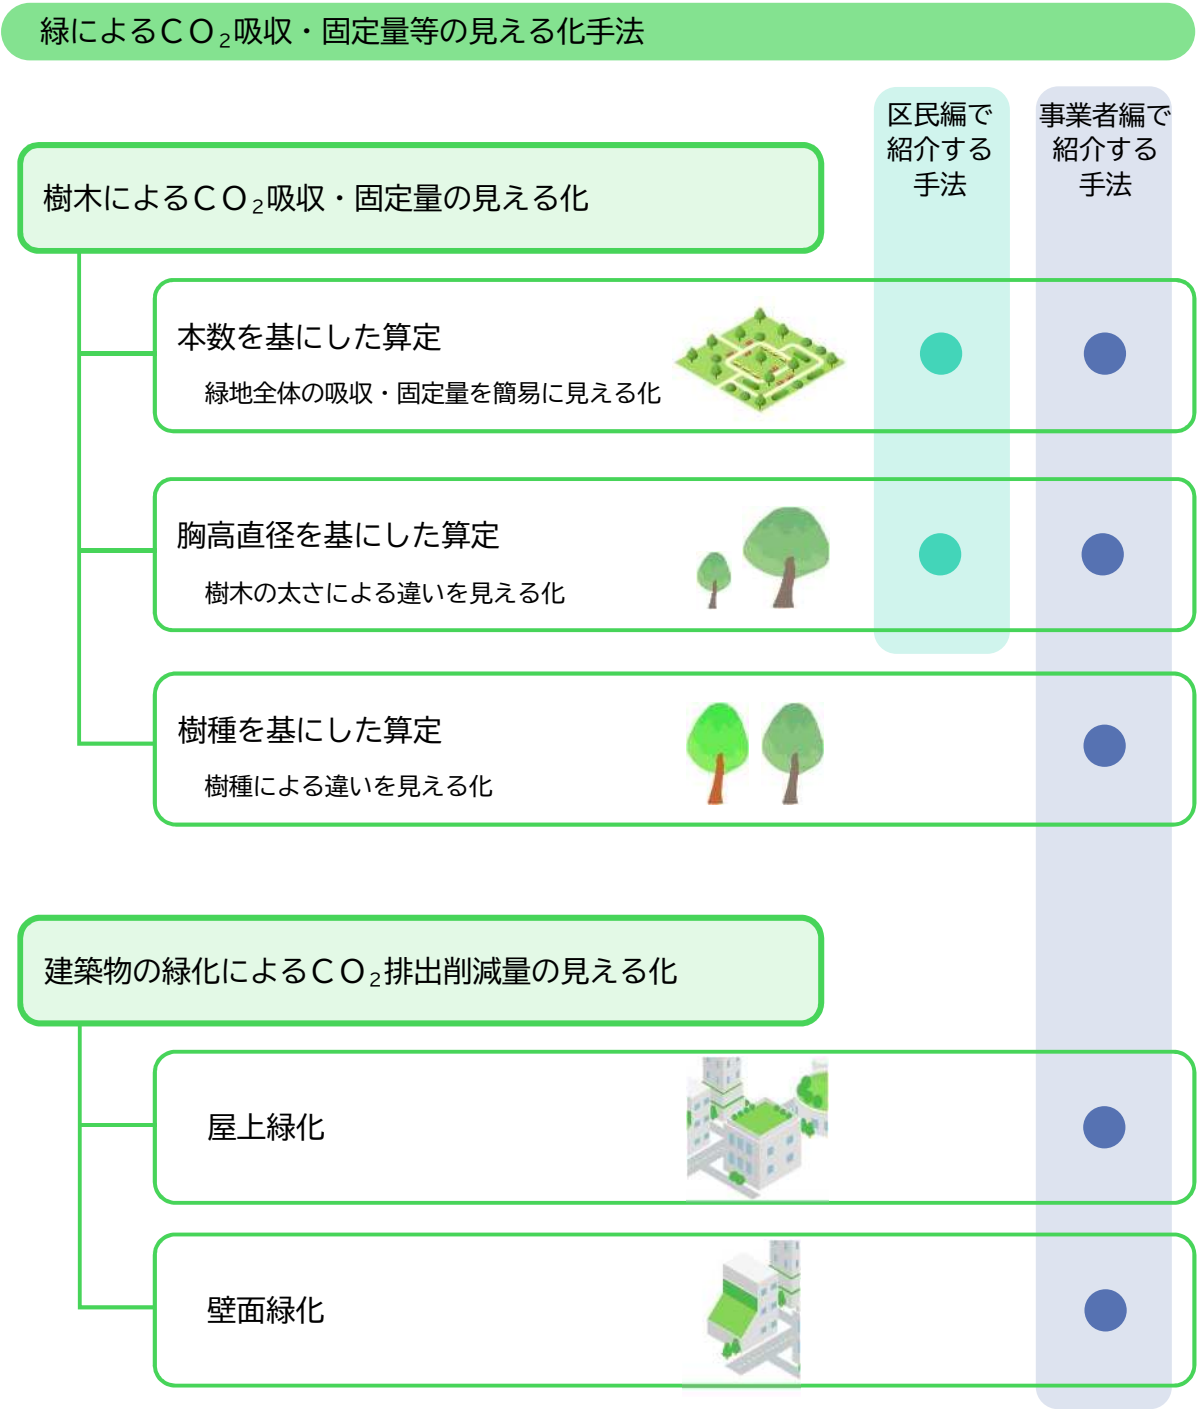 緑によるＣＯ₂吸収・固定量等の見える化手法
区民編で
紹介する
手法
事業者編で
紹介する
手法
樹木によるＣＯ₂吸収・固定量の見える化
本数を基にした算定
緑地全体の吸収・固定量を簡易に見える化
胸高直径を基にした算定
樹木の太さによる違いを見える化
樹種を基にした算定
樹種による違いを見える化
建築物の緑化によるＣＯ₂排出削減量の見える化
屋上緑化
壁面緑化